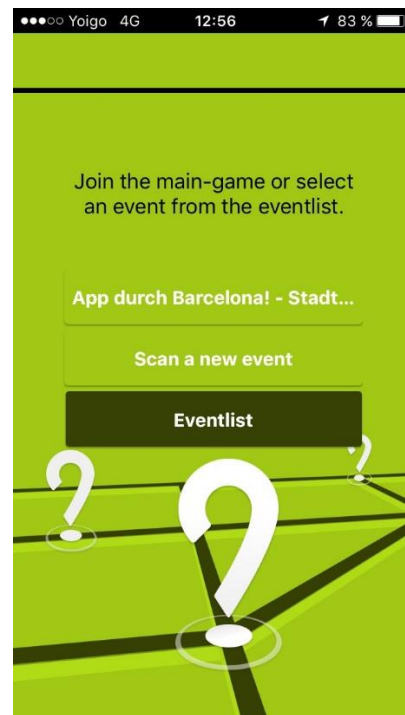 Yoigo 4G 12:56 83 %
Join the main-game or select
an event from the eventlist.
App durch Barcelona! - Stadt...
Scan a new event
Eventlist